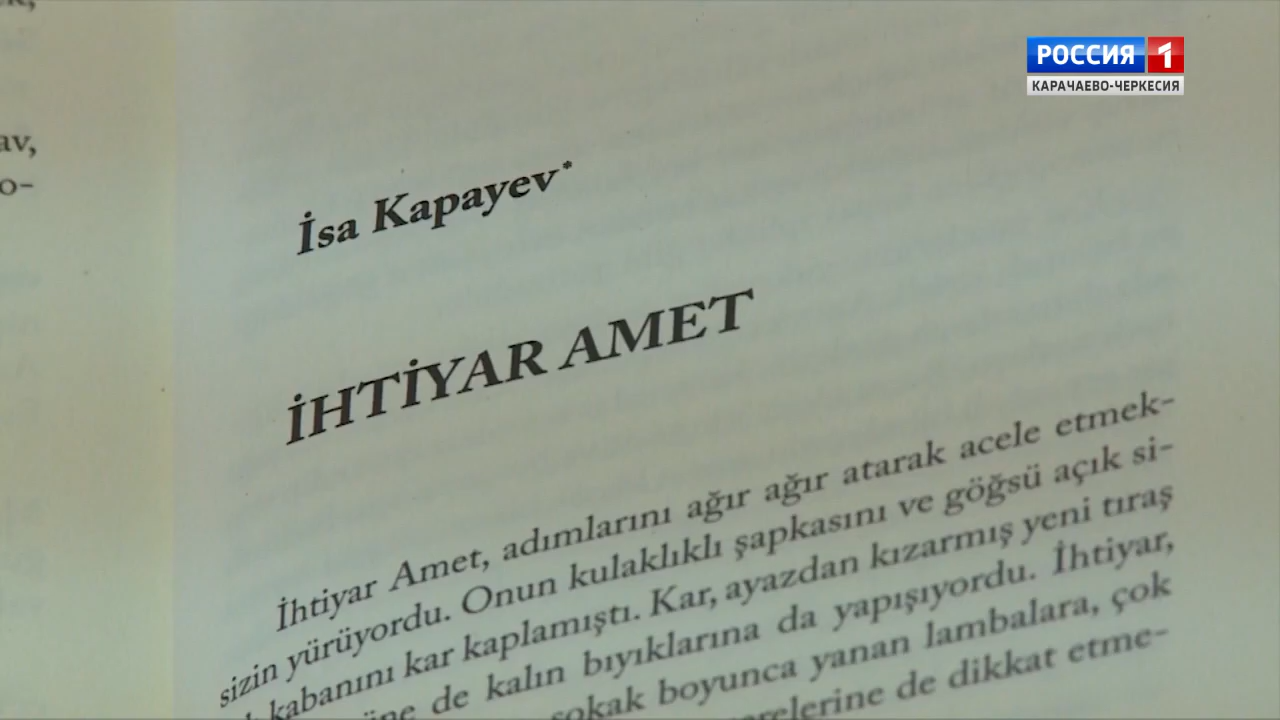 РОССИЯ 1
КАРАЧАЕВО-ЧЕРКЕСИЯ
av,
o-
İsa Kapayev*
İHTİYAR AMET
İhtiyar Amet, adımlarını ağır ağır atarak acele etmek-
sizin yürüyordu. Onun kulaklıklı şapkasını ve göğsü açık si-
kabanını kar kaplamıştı. Kar, ayazdan kızarmış yeni tıraş
de kalın bıyıklarına da yapışıyordu. İhtiyar,
sokak boyunca yanan lambalara, çok
de dikkat etme-